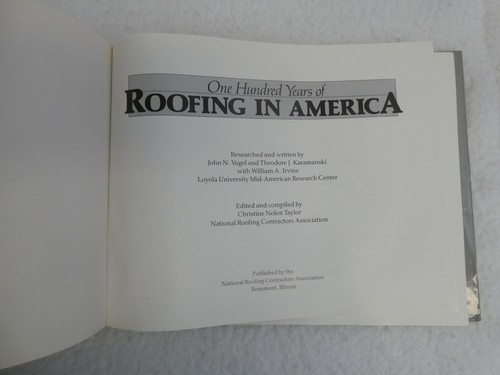 One Hundred Years of
ROOFING IN AMERICA
Researched and written by
John N. Vogel and Theodore J. Karamanski
with William A. Irvine
Loyola University Mid-American Research Center
Edited and compiled by
Christine Nolen Taylor
National Roofing Contractors Association
Published by the
National Roofing Contractors Association
Rosemont, Illinois